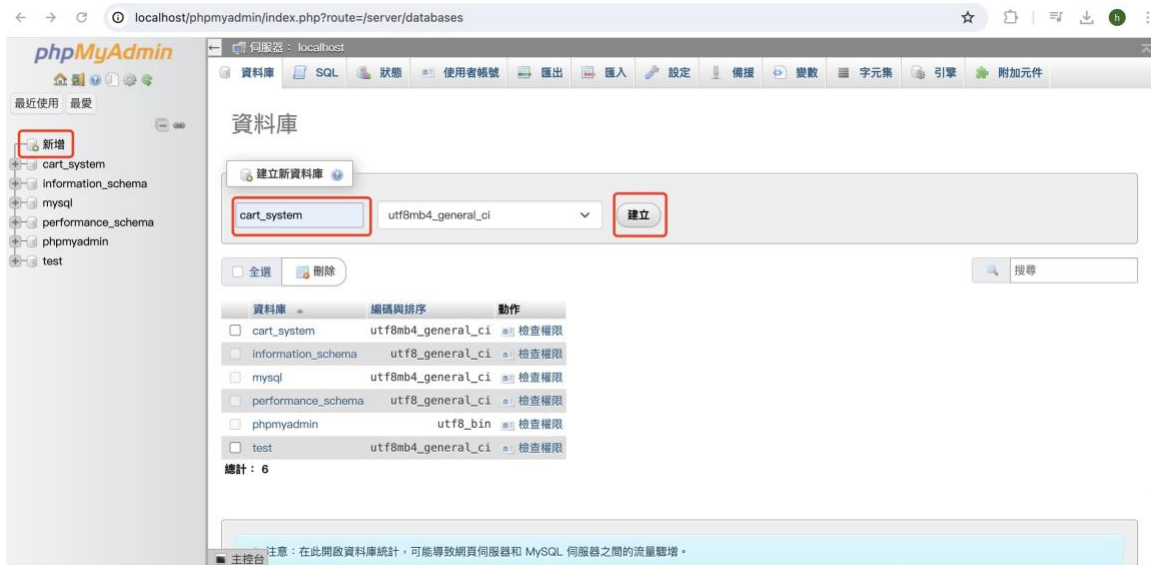 localhost/phpmyadmin/index.php?route=/server/databases
h
phpMyAdmin
最近使用 最愛
新增
cart_system
information_schema
mysql
performance_schema
phpmyadmin
test
伺服器： localhost
資料庫 SQL 狀態 使用者帳號 匯出 匯入 設定 備援 變數 字元集 引擎 附加元件
資料庫
建立新資料庫
cart_system utf8mb4_general_ci 建立
全選 刪除 搜尋
資料庫 編碼與排序 動作
cart_system utf8mb4_general_ci 檢查權限
information_schema utf8_general_ci 檢查權限
mysql utf8mb4_general_ci 檢查權限
performance_schema utf8_general_ci 檢查權限
phpmyadmin utf8_bin 檢查權限
test utf8mb4_general_ci 檢查權限
總計： 6
注意：在此開啟資料庫統計，可能導致網頁伺服器和 MySQL 伺服器之間的流量驟增。
主控台